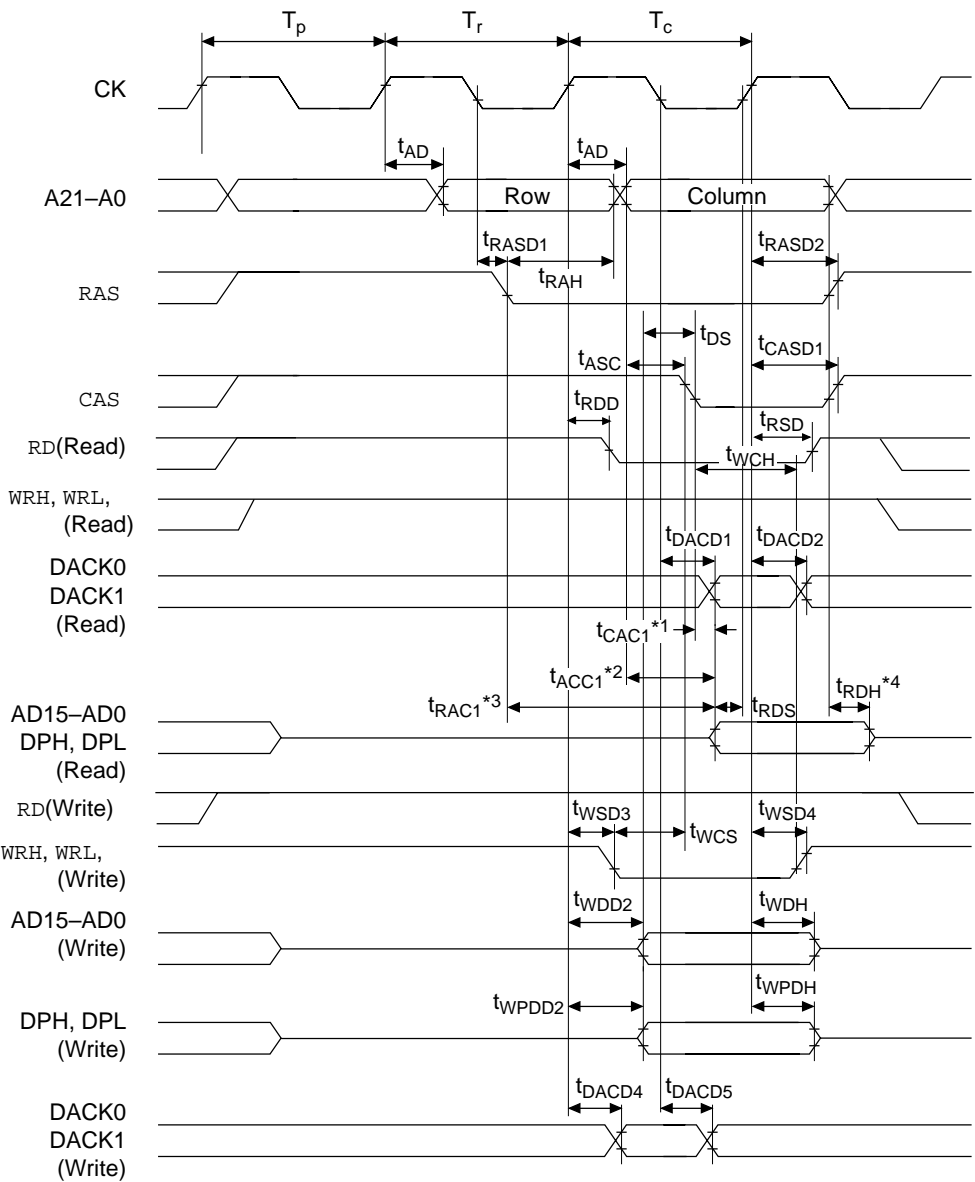 Tp Tr Tc
CK
tAD tAD
A21–A0 Row Column
tRASD1 tRASD2
tRAH
RAS
tDS
tASC tCASD1
CAS
tRDD tRSD
RD(Read)
tWCH
WRH, WRL,
(Read)
tDACD1 tDACD2
DACK0
DACK1
(Read)
tCAC1*1
tACC1*2
tRAC1*3 tRDS tRDH*4
AD15–AD0
DPH, DPL
(Read)
RD(Write)
tWSD3 tWCS tWSD4
WRH, WRL,
(Write)
tWDD2 tWDH
AD15–AD0
(Write)
tWPDD2 tWPDH
DPH, DPL
(Write)
tDACD4 tDACD5
DACK0
DACK1
(Write)